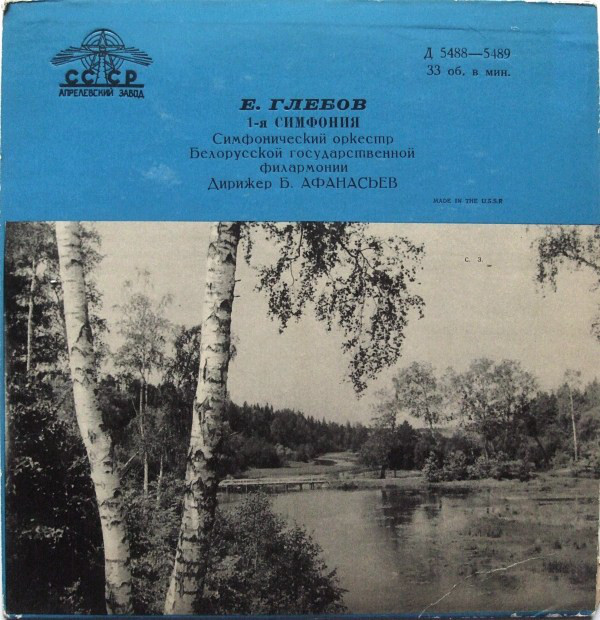 СССР
АПРЕЛЕВСКИЙ ЗАВОД
Д 5488—5489
33 об, в мин.
Е. ГЛЕБОВ
1-я СИМФОНИЯ
Симфонический оркестр
Белорусской государственной
филармонии
Дирижер Б. АФАНАСЬЕВ
MADE IN THE U.S.S.R
С. З.